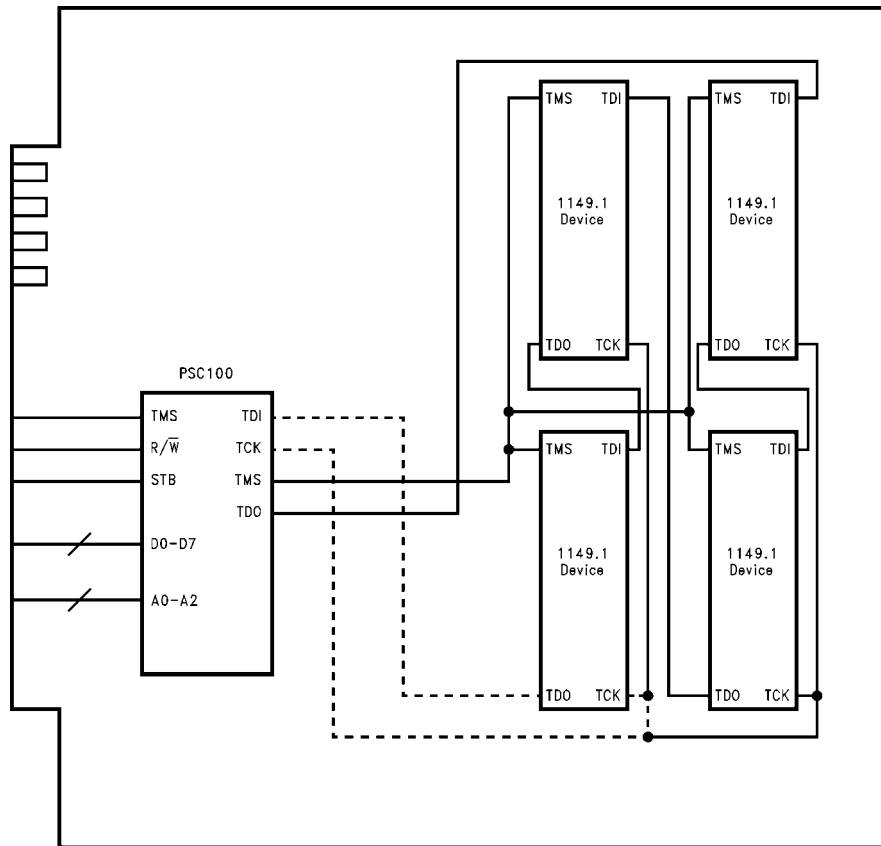 TMS TDI
TMS TDI
1149.1
Device
1149.1
Device
TDO TCK
TDO TCK
PSC100
TMS TDI
R/W̅ TCK
STB TMS
TDO
D0-D7
A0-A2
TMS TDI
TMS TDI
1149.1
Device
1149.1
Device
TDO TCK
TDO TCK